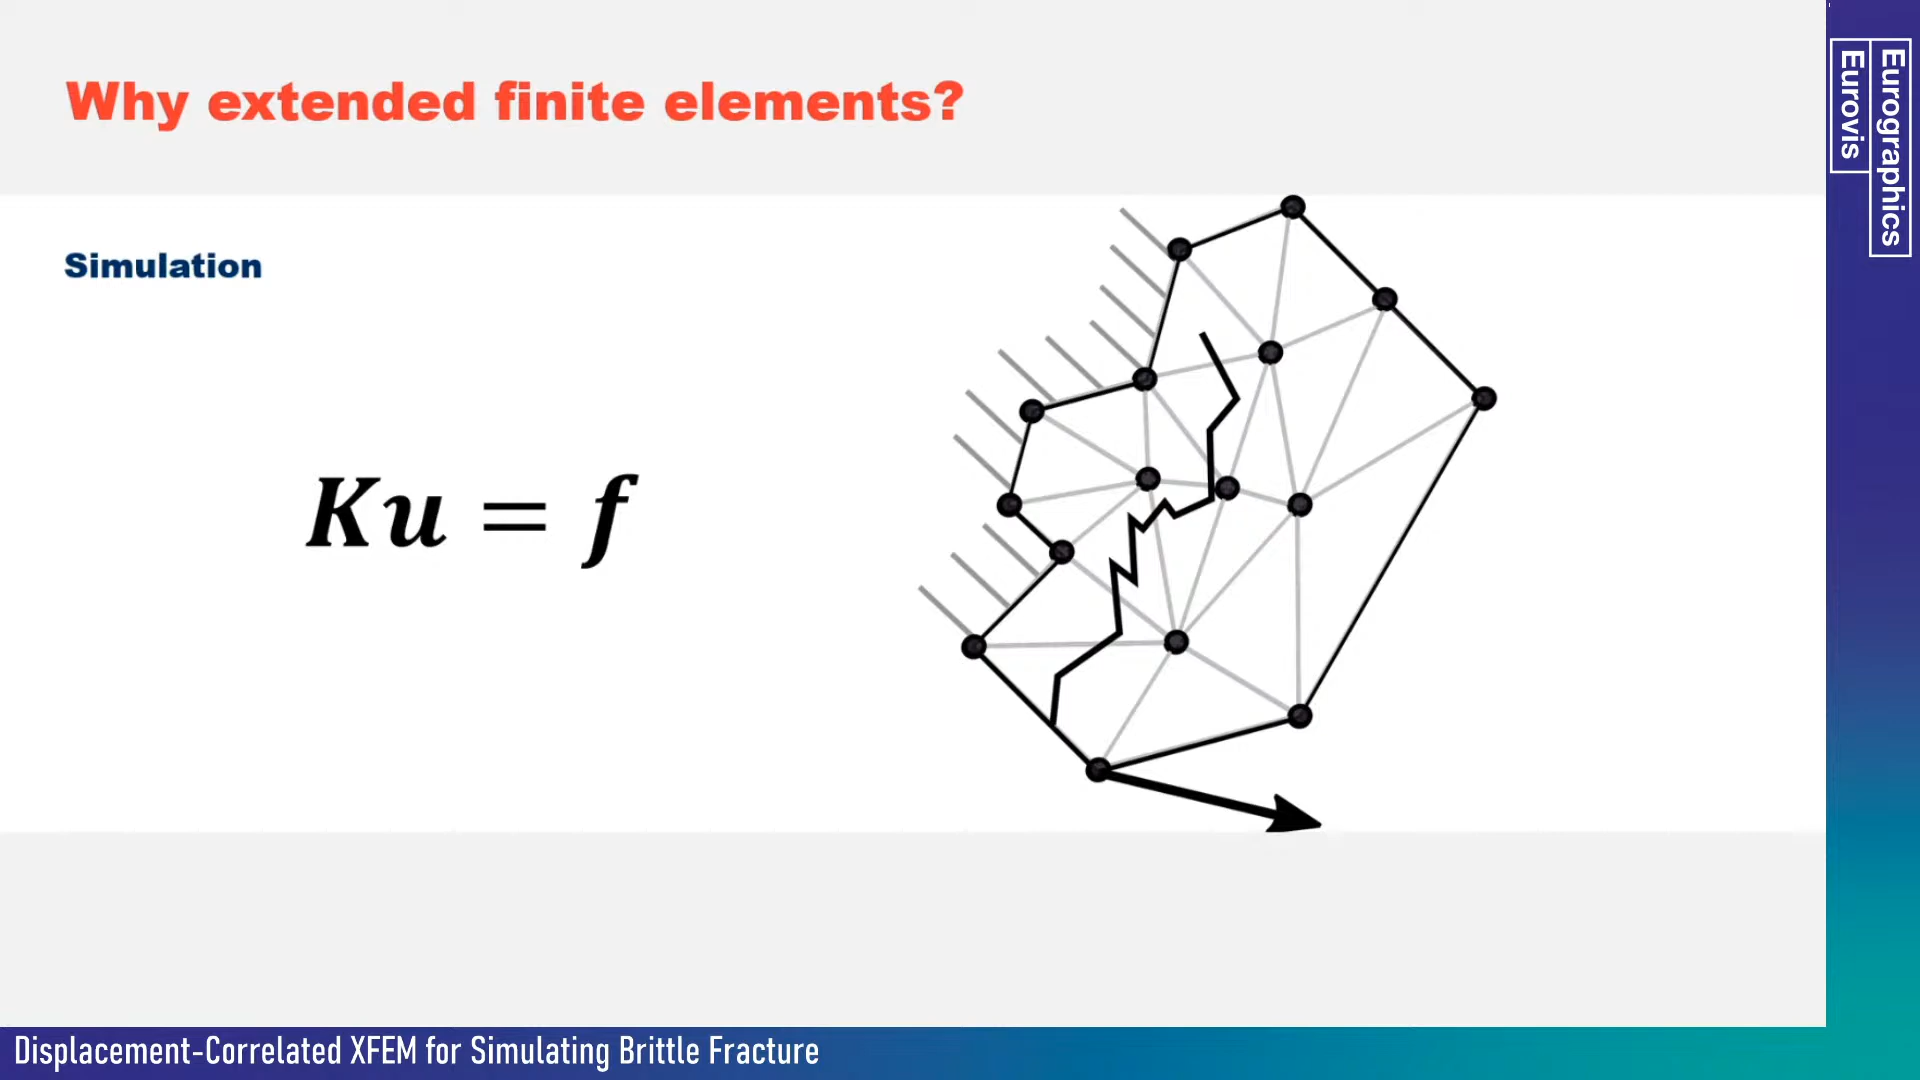 Why extended finite elements?
Simulation
Ku = f
Eurographics
Eurovis
Displacement-Correlated XFEM for Simulating Brittle Fracture